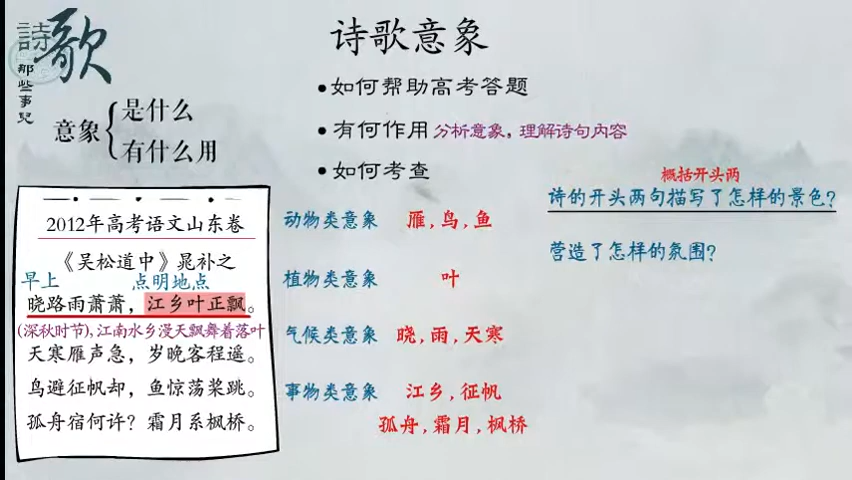 詩歌
那些事兒
意象
是什么
有什么用
诗歌意象
•如何帮助高考答题
•有何作用 分析意象，理解诗句内容
•如何考查
2012年高考语文山东卷
《吴松道中》晁补之
早上 点明地点
晓路雨萧萧，江乡叶正飘。
(深秋时节),江南水乡漫天飘舞着落叶
天寒雁声急，岁晚客程遥。
鸟避征帆却，鱼惊荡桨跳。
孤舟宿何许？霜月系枫桥。
动物类意象 雁,鸟,鱼
植物类意象 叶
气候类意象 晓,雨,天寒
事物类意象 江乡,征帆
孤舟,霜月,枫桥
概括开头两
诗的开头两句描写了怎样的景色?
营造了怎样的氛围?